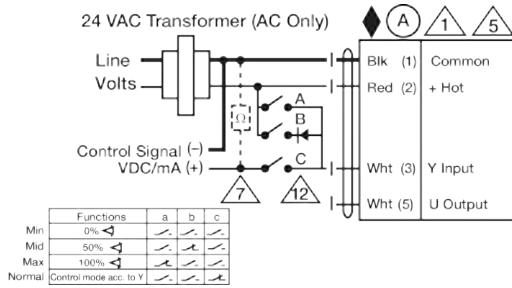 24 VAC Transformer (AC Only)
A 1 5
Line
Volts
Blk (1) Common
Red (2) + Hot
A
B
C
Ω
Control Signal (−)
VDC/mA (+)
Wht (3) Y Input
7 12
Wht (5) U Output
Functions a b c
Min 0%
Mid 50%
Max 100%
Normal Control mode acc. to Y